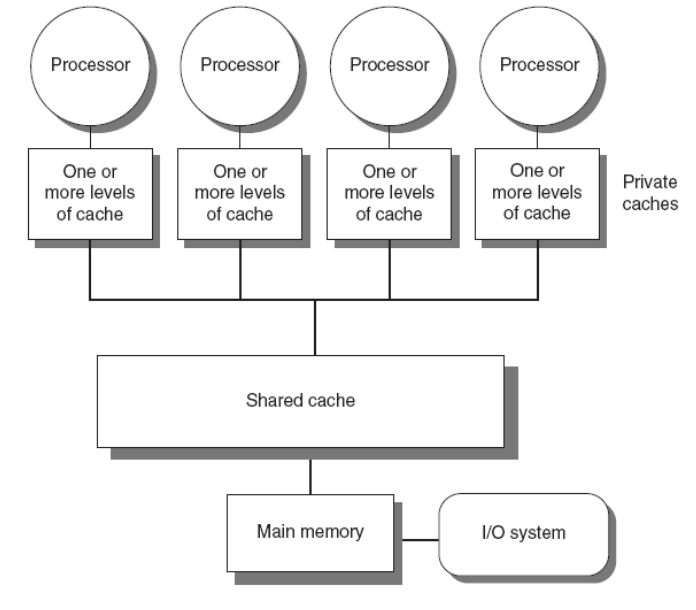 Processor
Processor
Processor
Processor
One or
more levels
of cache
One or
more levels
of cache
One or
more levels
of cache
One or
more levels
of cache
Private
caches
Shared cache
Main memory
I/O system